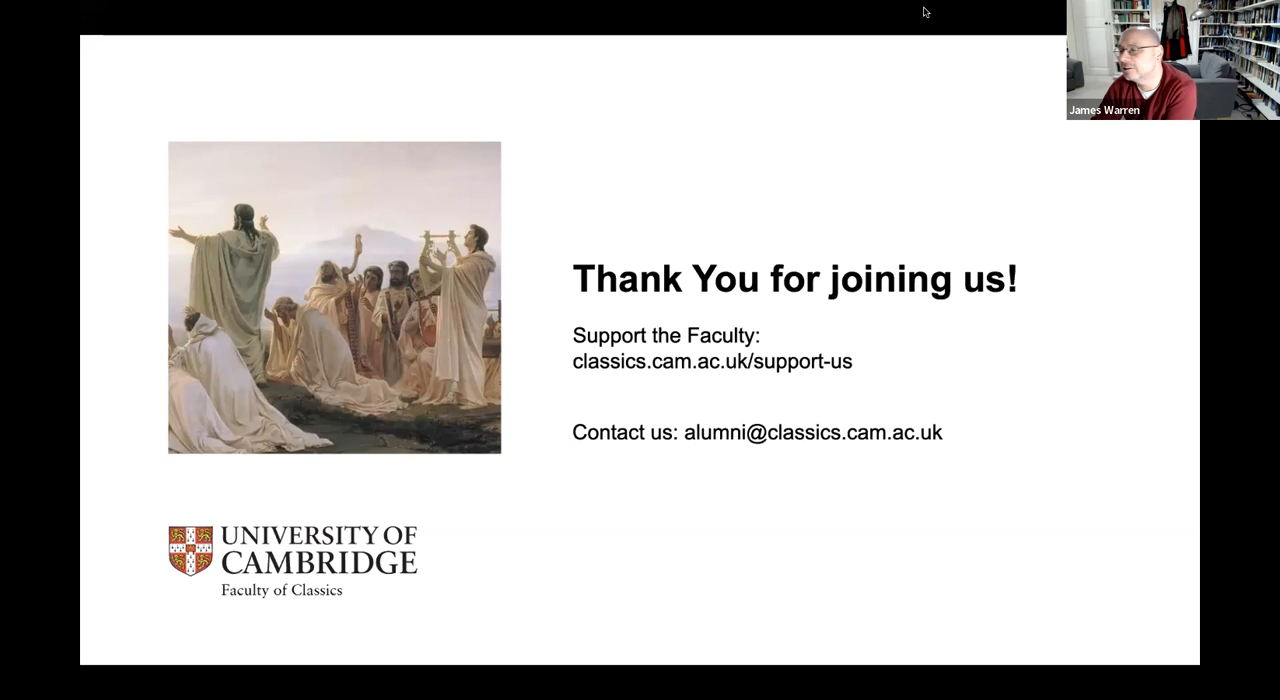 James Warren
Thank You for joining us!
Support the Faculty:
classics.cam.ac.uk/support-us
Contact us: alumni@classics.cam.ac.uk
UNIVERSITY OF
CAMBRIDGE
Faculty of Classics